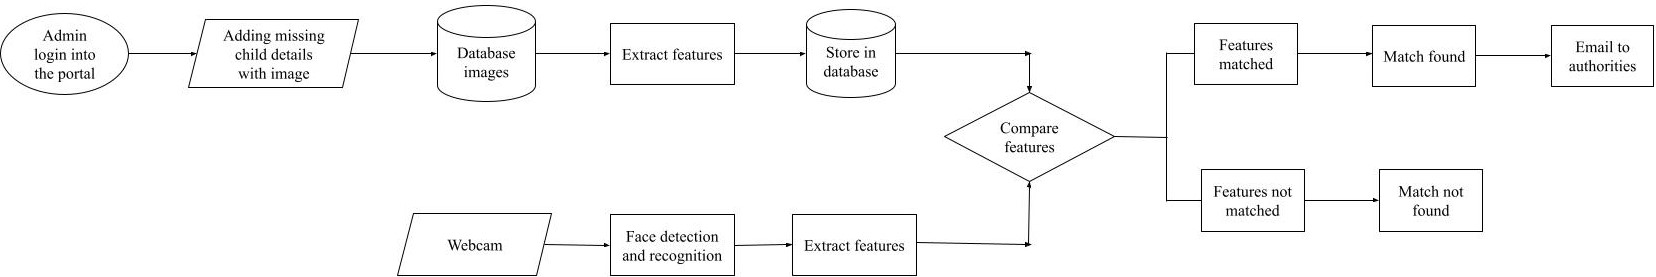 Admin
login into
the portal
Adding missing
child details
with image
Database
images
Extract features
Store in
database
Compare
features
Features
matched
Match found
Email to
authorities
Features not
matched
Match not
found
Webcam
Face detection
and recognition
Extract features